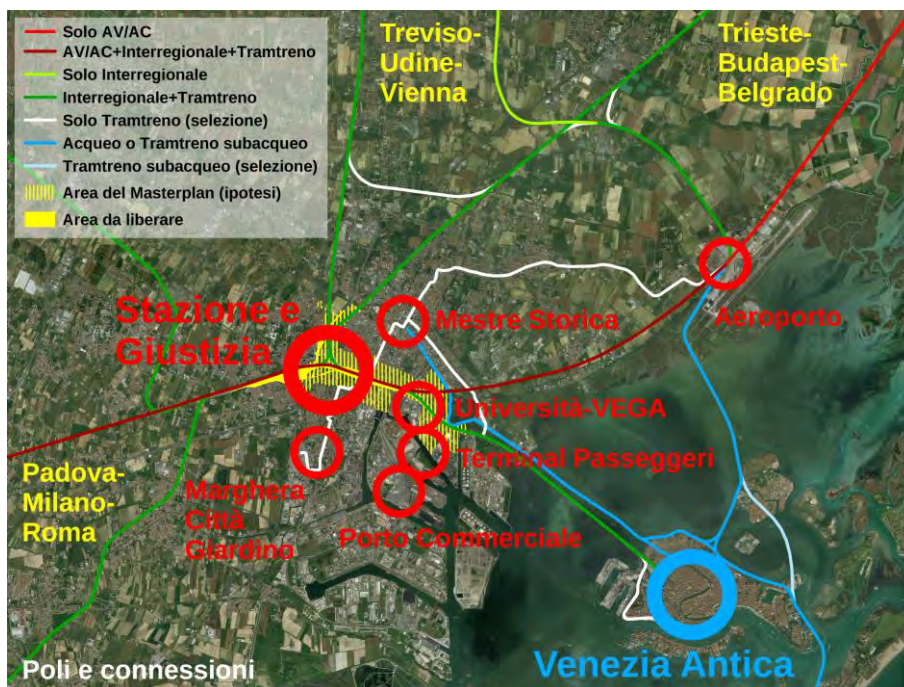 Solo AV/AC
AV/AC+Interregionale+Tramtreno
Solo Interregionale
Interregionale+Tramtreno
Solo Tramtreno (selezione)
Acqueo o Tramtreno subacqueo
Tramtreno subacqueo (selezione)
Area del Masterplan (ipotesi)
Area da liberare
Treviso-
Udine-
Vienna
Trieste-
Budapest-
Belgrado
Stazione e
Giustizia
Mestre Storica
Aeroporto
Università-VEGA
Terminal Passeggeri
Padova-
Milano-
Roma
Marghera
Città
Giardino
Porto Commerciale
Poli e connessioni
Venezia Antica